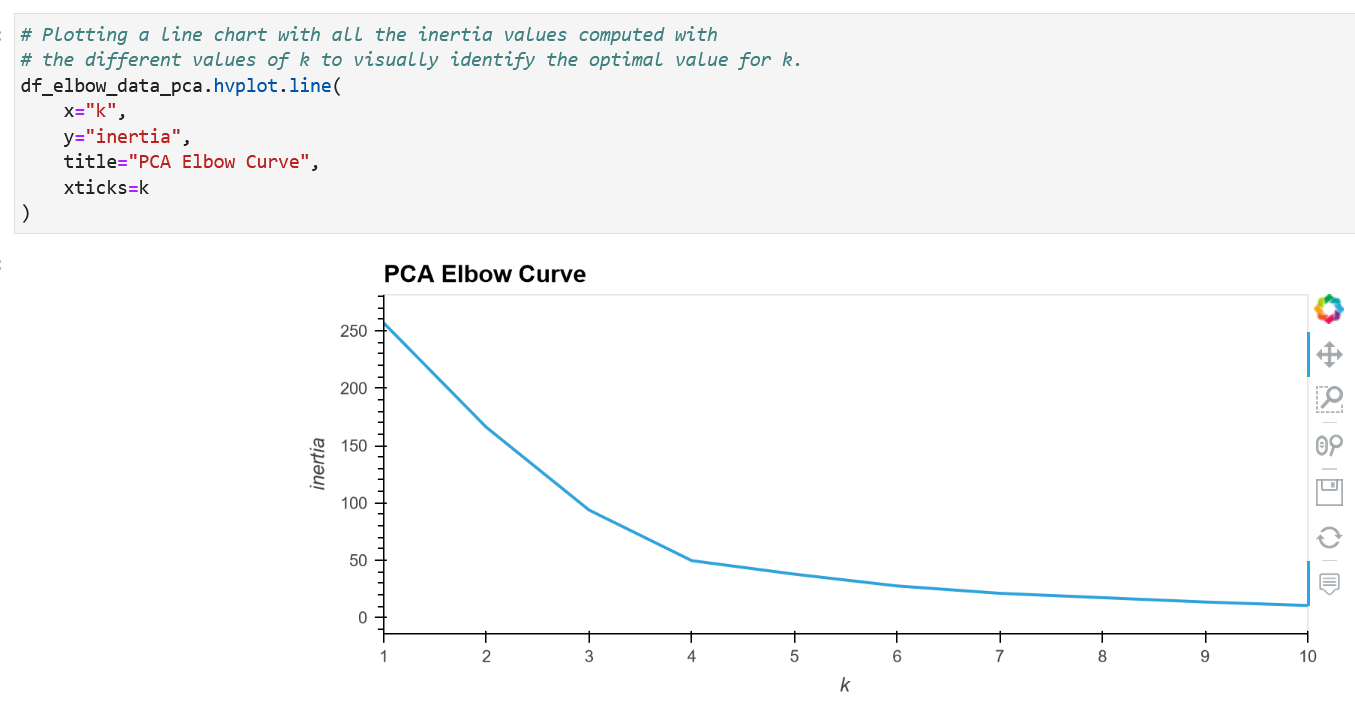 # Plotting a line chart with all the inertia values computed with
# the different values of k to visually identify the optimal value for k.
df_elbow_data_pca.hvplot.line(
    x="k",
    y="inertia",
    title="PCA Elbow Curve",
    xticks=k
)
PCA Elbow Curve
250
200
150
100
50
0
inertia
1 2 3 4 5 6 7 8 9 10
k